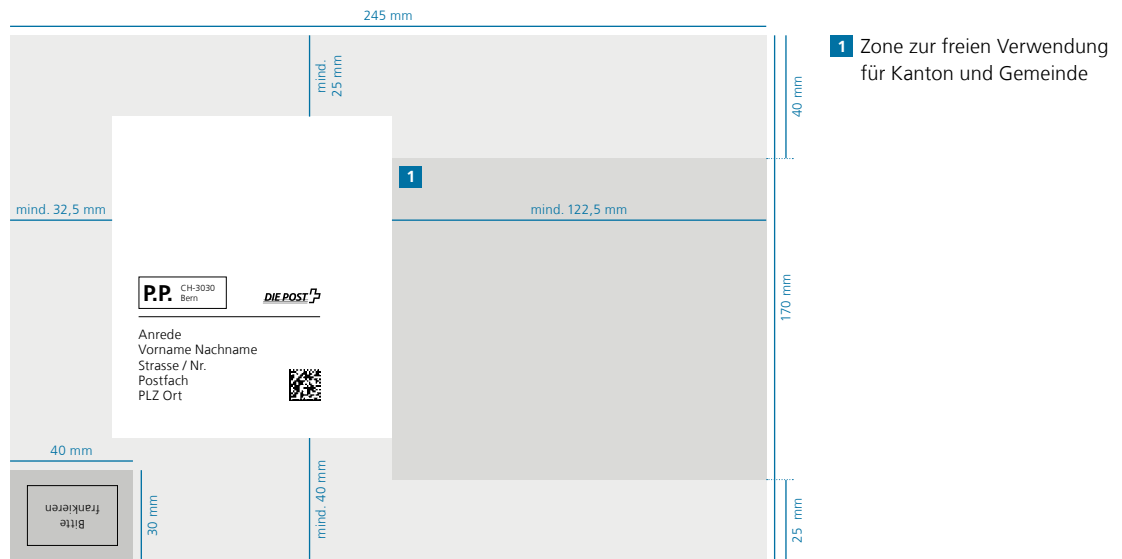 245 mm
1 Zone zur freien Verwendung
für Kanton und Gemeinde
mind.
25 mm
40 mm
1
mind. 32,5 mm
mind. 122,5 mm
P.P. CH-3030
Bern
DIE POST
170 mm
Anrede
Vorname Nachname
Strasse / Nr.
Postfach
PLZ Ort
40 mm
mind. 40 mm
30 mm
Bitte
frankieren
25 mm